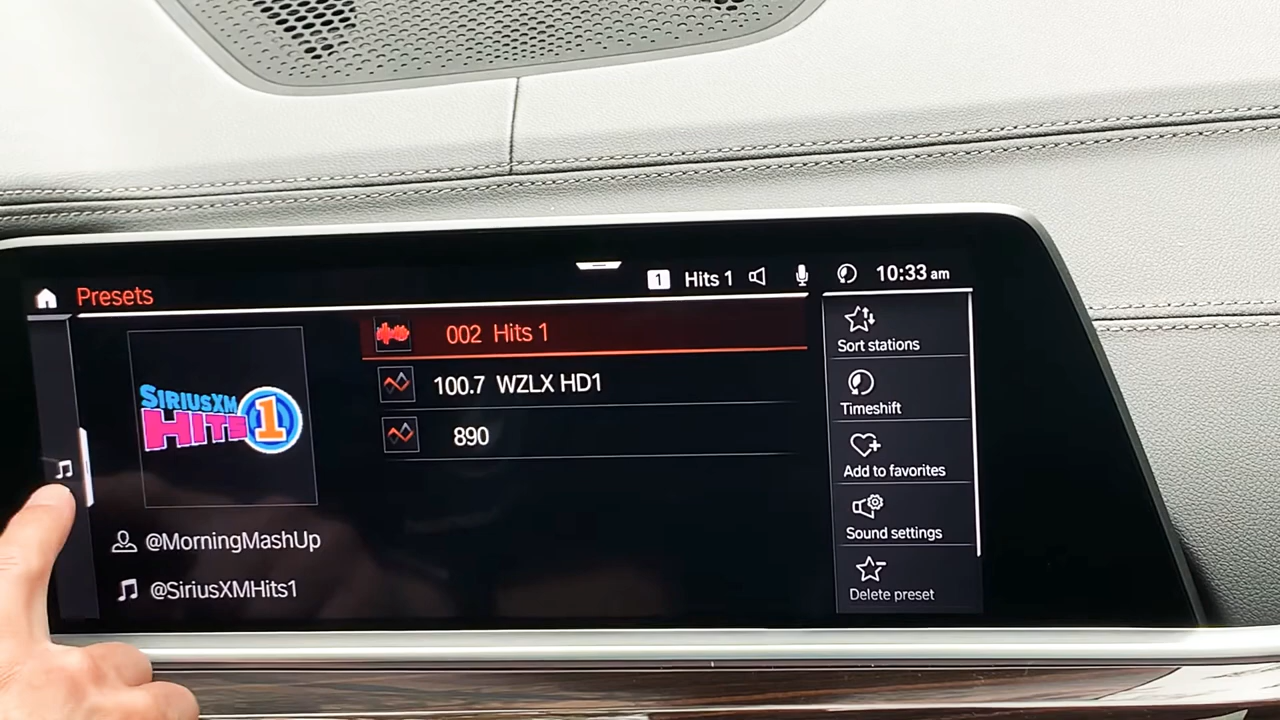 1 Hits 1 10:33 am
Presets
SIRIUSXM
HITS 1
@MorningMashUp
@SiriusXMHits1
002 Hits 1
100.7 WZLX HD1
890
Sort stations
Timeshift
Add to favorites
Sound settings
Delete preset